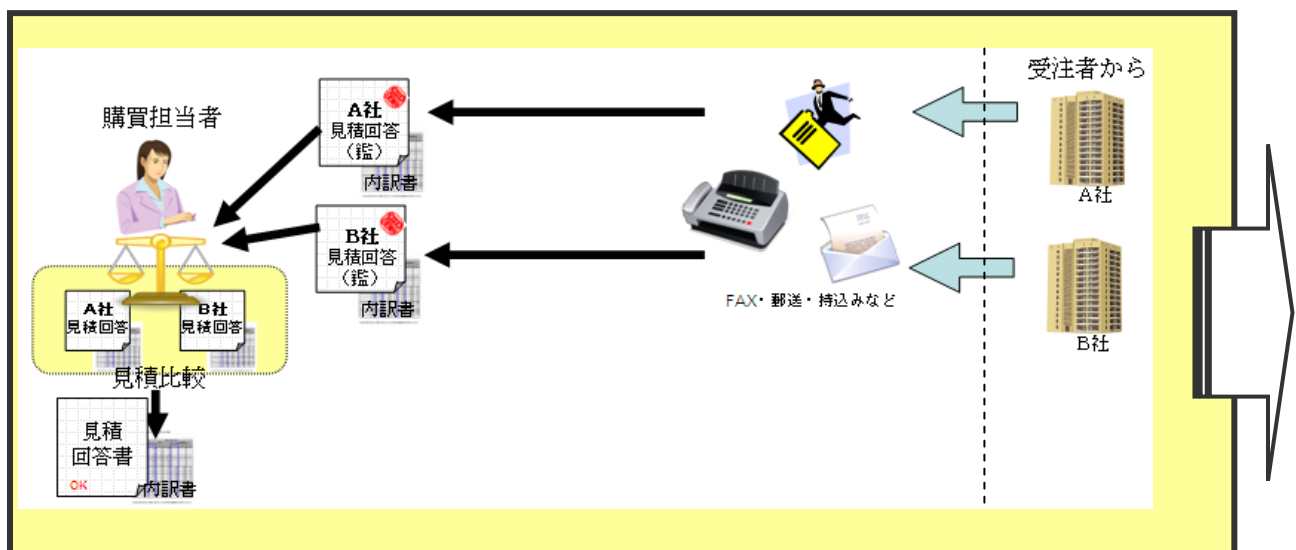 受注者から
購買担当者
A社
見積回答
（鑑）
内訳書
A社
B社
見積回答
（鑑）
内訳書
FAX・郵送・持込みなど
B社
A社
見積回答
B社
見積回答
見積比較
見積
回答書
OK
内訳書